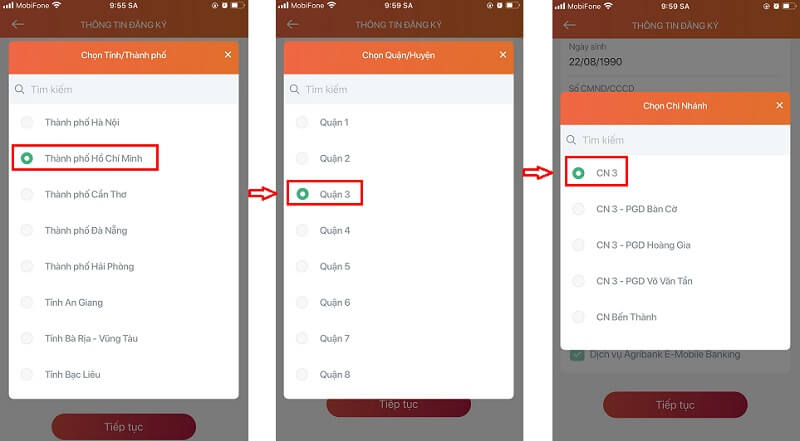 MobiFone 9:55 SA
THÔNG TIN ĐĂNG KÝ
Chọn Tỉnh/Thành phố
Tìm kiếm
Thành phố Hà Nội
Thành phố Hồ Chí Minh
Thành phố Cần Thơ
Thành phố Đà Nẵng
Thành phố Hải Phòng
Tỉnh An Giang
Tỉnh Bà Rịa - Vũng Tàu
Tỉnh Bạc Liêu
Tiếp tục
MobiFone 9:59 SA
THÔNG TIN ĐĂNG KÝ
Chọn Quận/Huyện
Tìm kiếm
Quận 1
Quận 2
Quận 3
Quận 4
Quận 5
Quận 6
Quận 7
Quận 8
Tiếp tục
MobiFone 9:59 SA
THÔNG TIN ĐĂNG KÝ
Ngày sinh
22/08/1990
Số CMND/CCCD
Chọn Chi Nhánh
Tìm kiếm
CN 3
CN 3 - PGD Bàn Cờ
CN 3 - PGD Hoàng Gia
CN 3 - PGD Võ Văn Tần
CN Bến Thành
Dịch vụ Agribank E-Mobile Banking
Tiếp tục